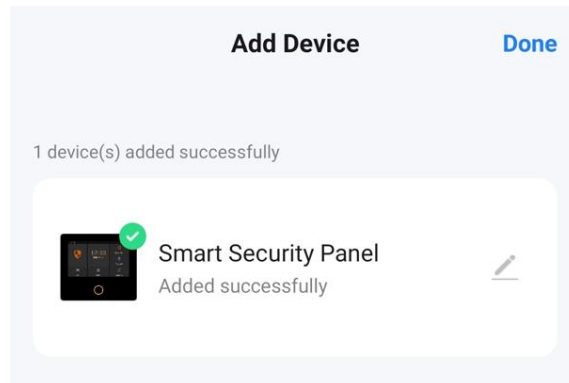 Add Device
Done
1 device(s) added successfully
Smart Security Panel
Added successfully